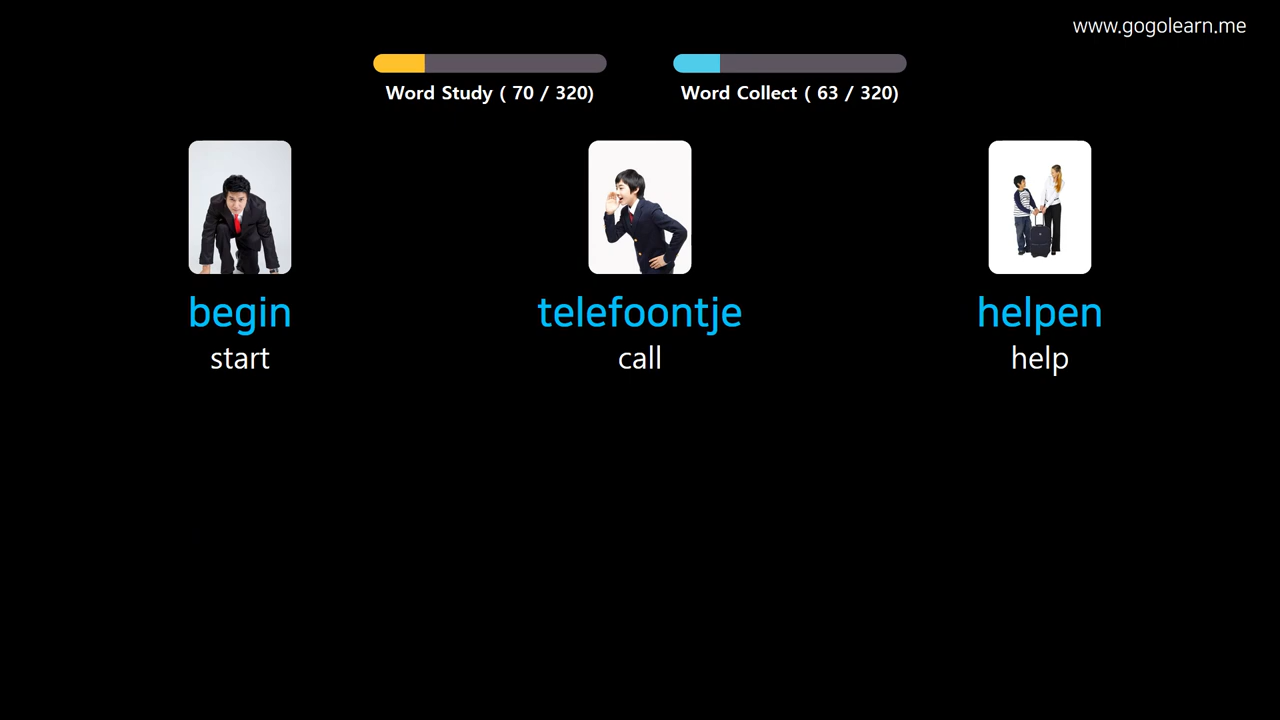 www.gogolearn.me
Word Study ( 70 / 320)
Word Collect ( 63 / 320)
begin
start
telefoontje
call
helpen
help